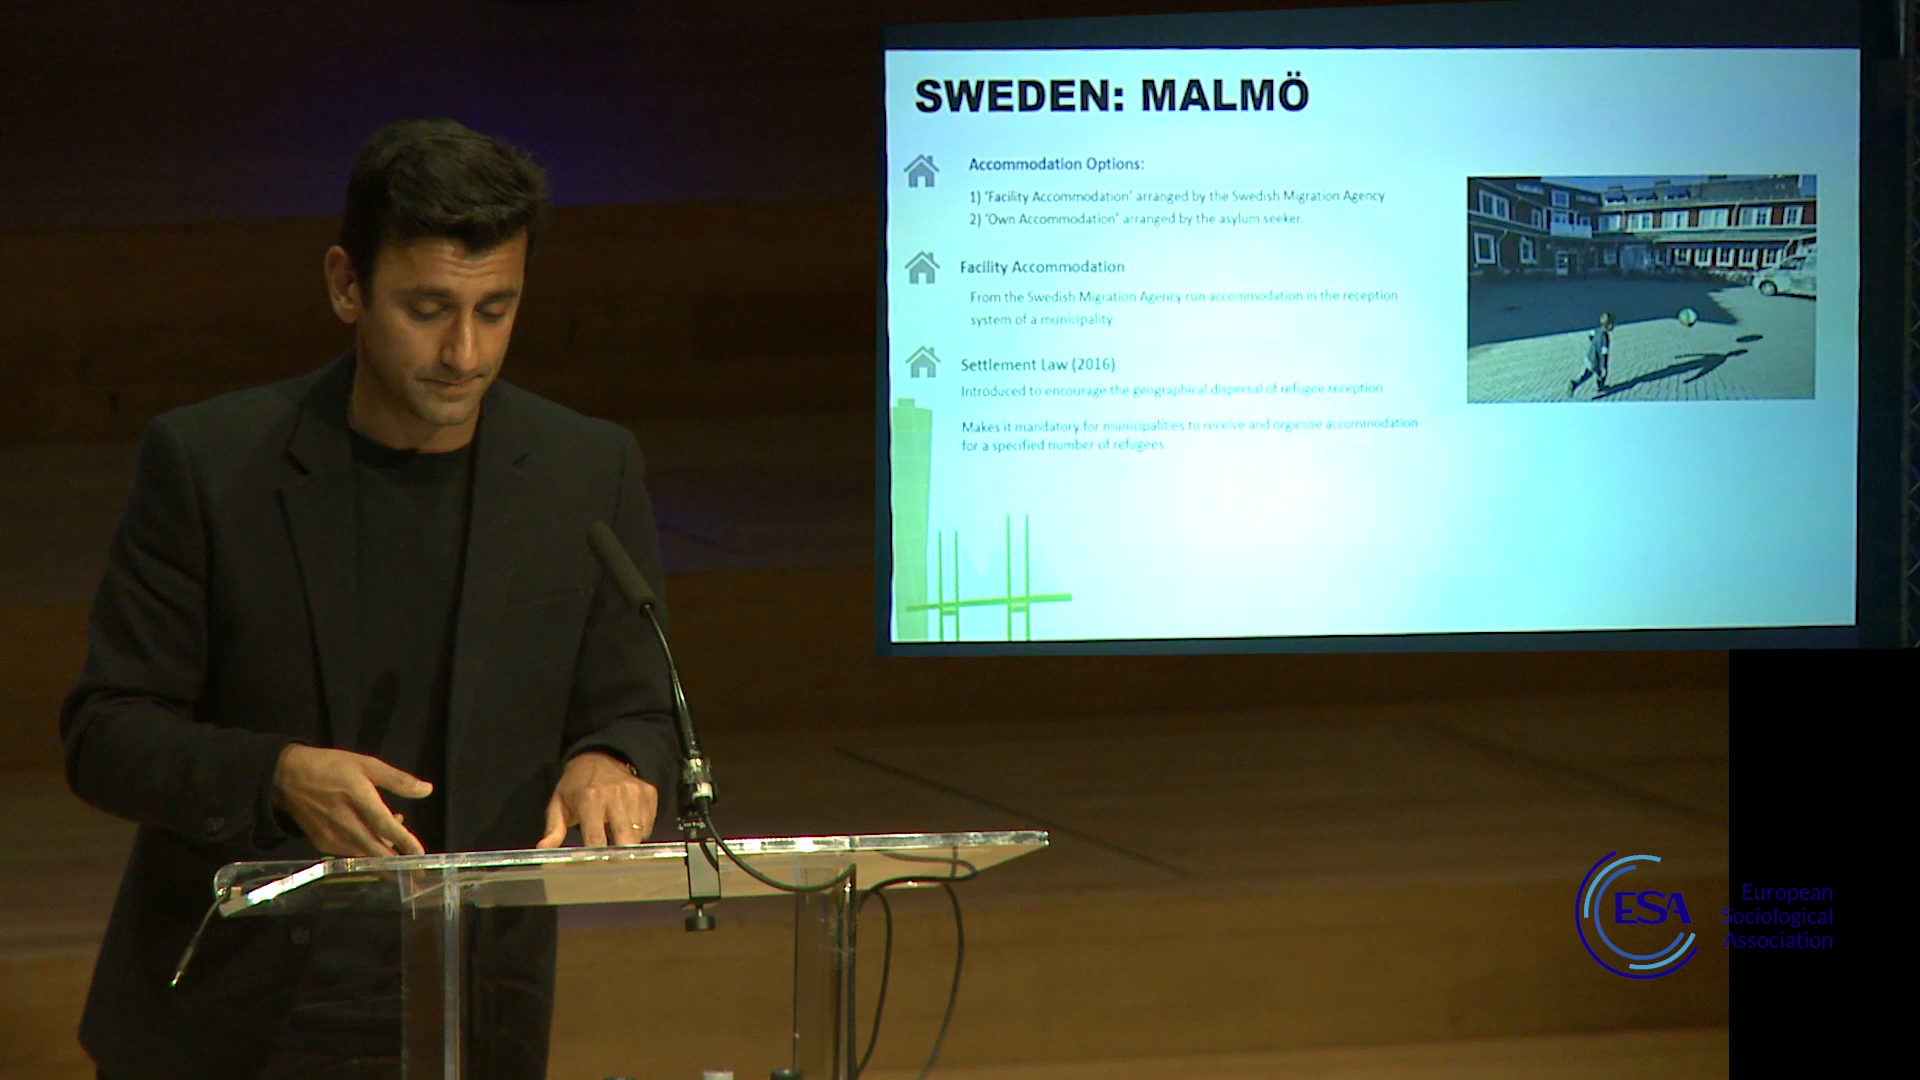 SWEDEN: MALMÖ
Accommodation Options:
1) 'Facility Accommodation' arranged by the Swedish Migration Agency
2) 'Own Accommodation' arranged by the asylum seeker.
Facility Accommodation
From the Swedish Migration Agency run accommodation in the reception
system of a municipality.
Settlement Law (2016)
Introduced to encourage the geographical dispersal of refugee reception
Makes it mandatory for municipalities to receive and organise accommodation
for a specified number of refugees.
ESA
European
Sociological
Association